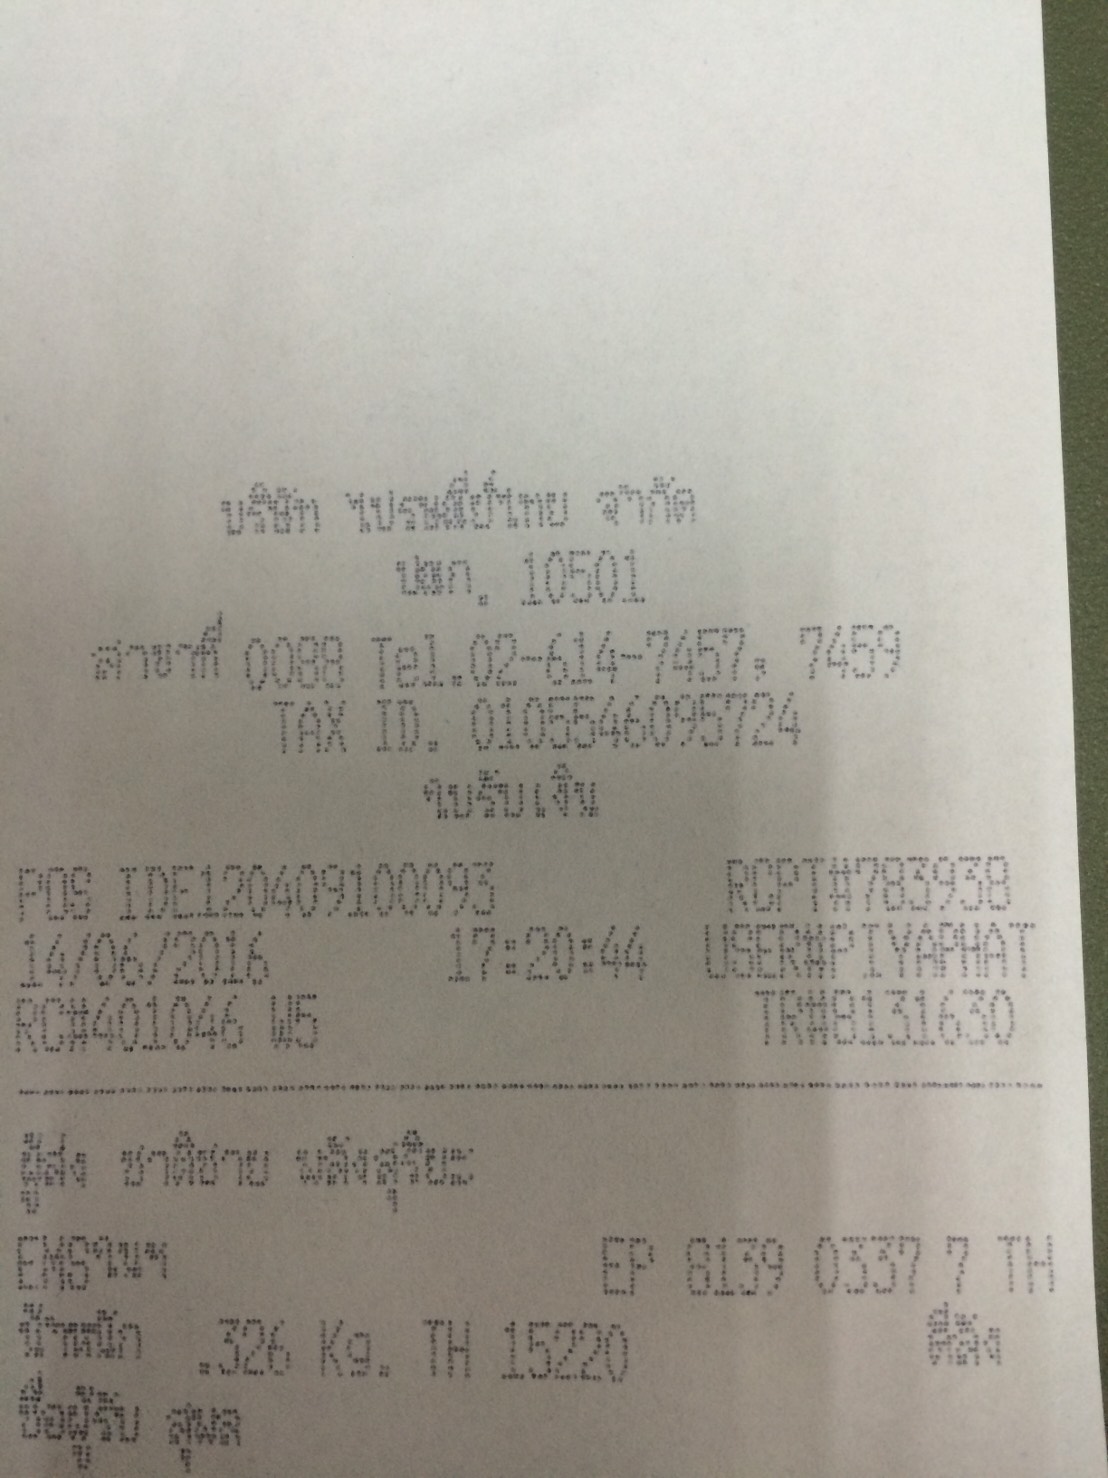 บริษัท ไปรษณีย์ไทย จำกัด
ปณก. 10501
สาขาที่ 0088 Tel.02-614-7457, 7459
TAX ID. 0105546095724
ใบรับเงิน
POS IDE120409100093 RCPT#783938
14/06/2016 17:20:44 USER#PIYAPHAT
RC#401046 W5 TR#8131630
ผู้ส่ง ชาติชาย พลังสุริยะ
EMSในฯ EP 8139 0337 7 TH
น้ำหนัก .326 Kg. TH 15220 คี่ลัง
ชื่อผู้รับ สุพล